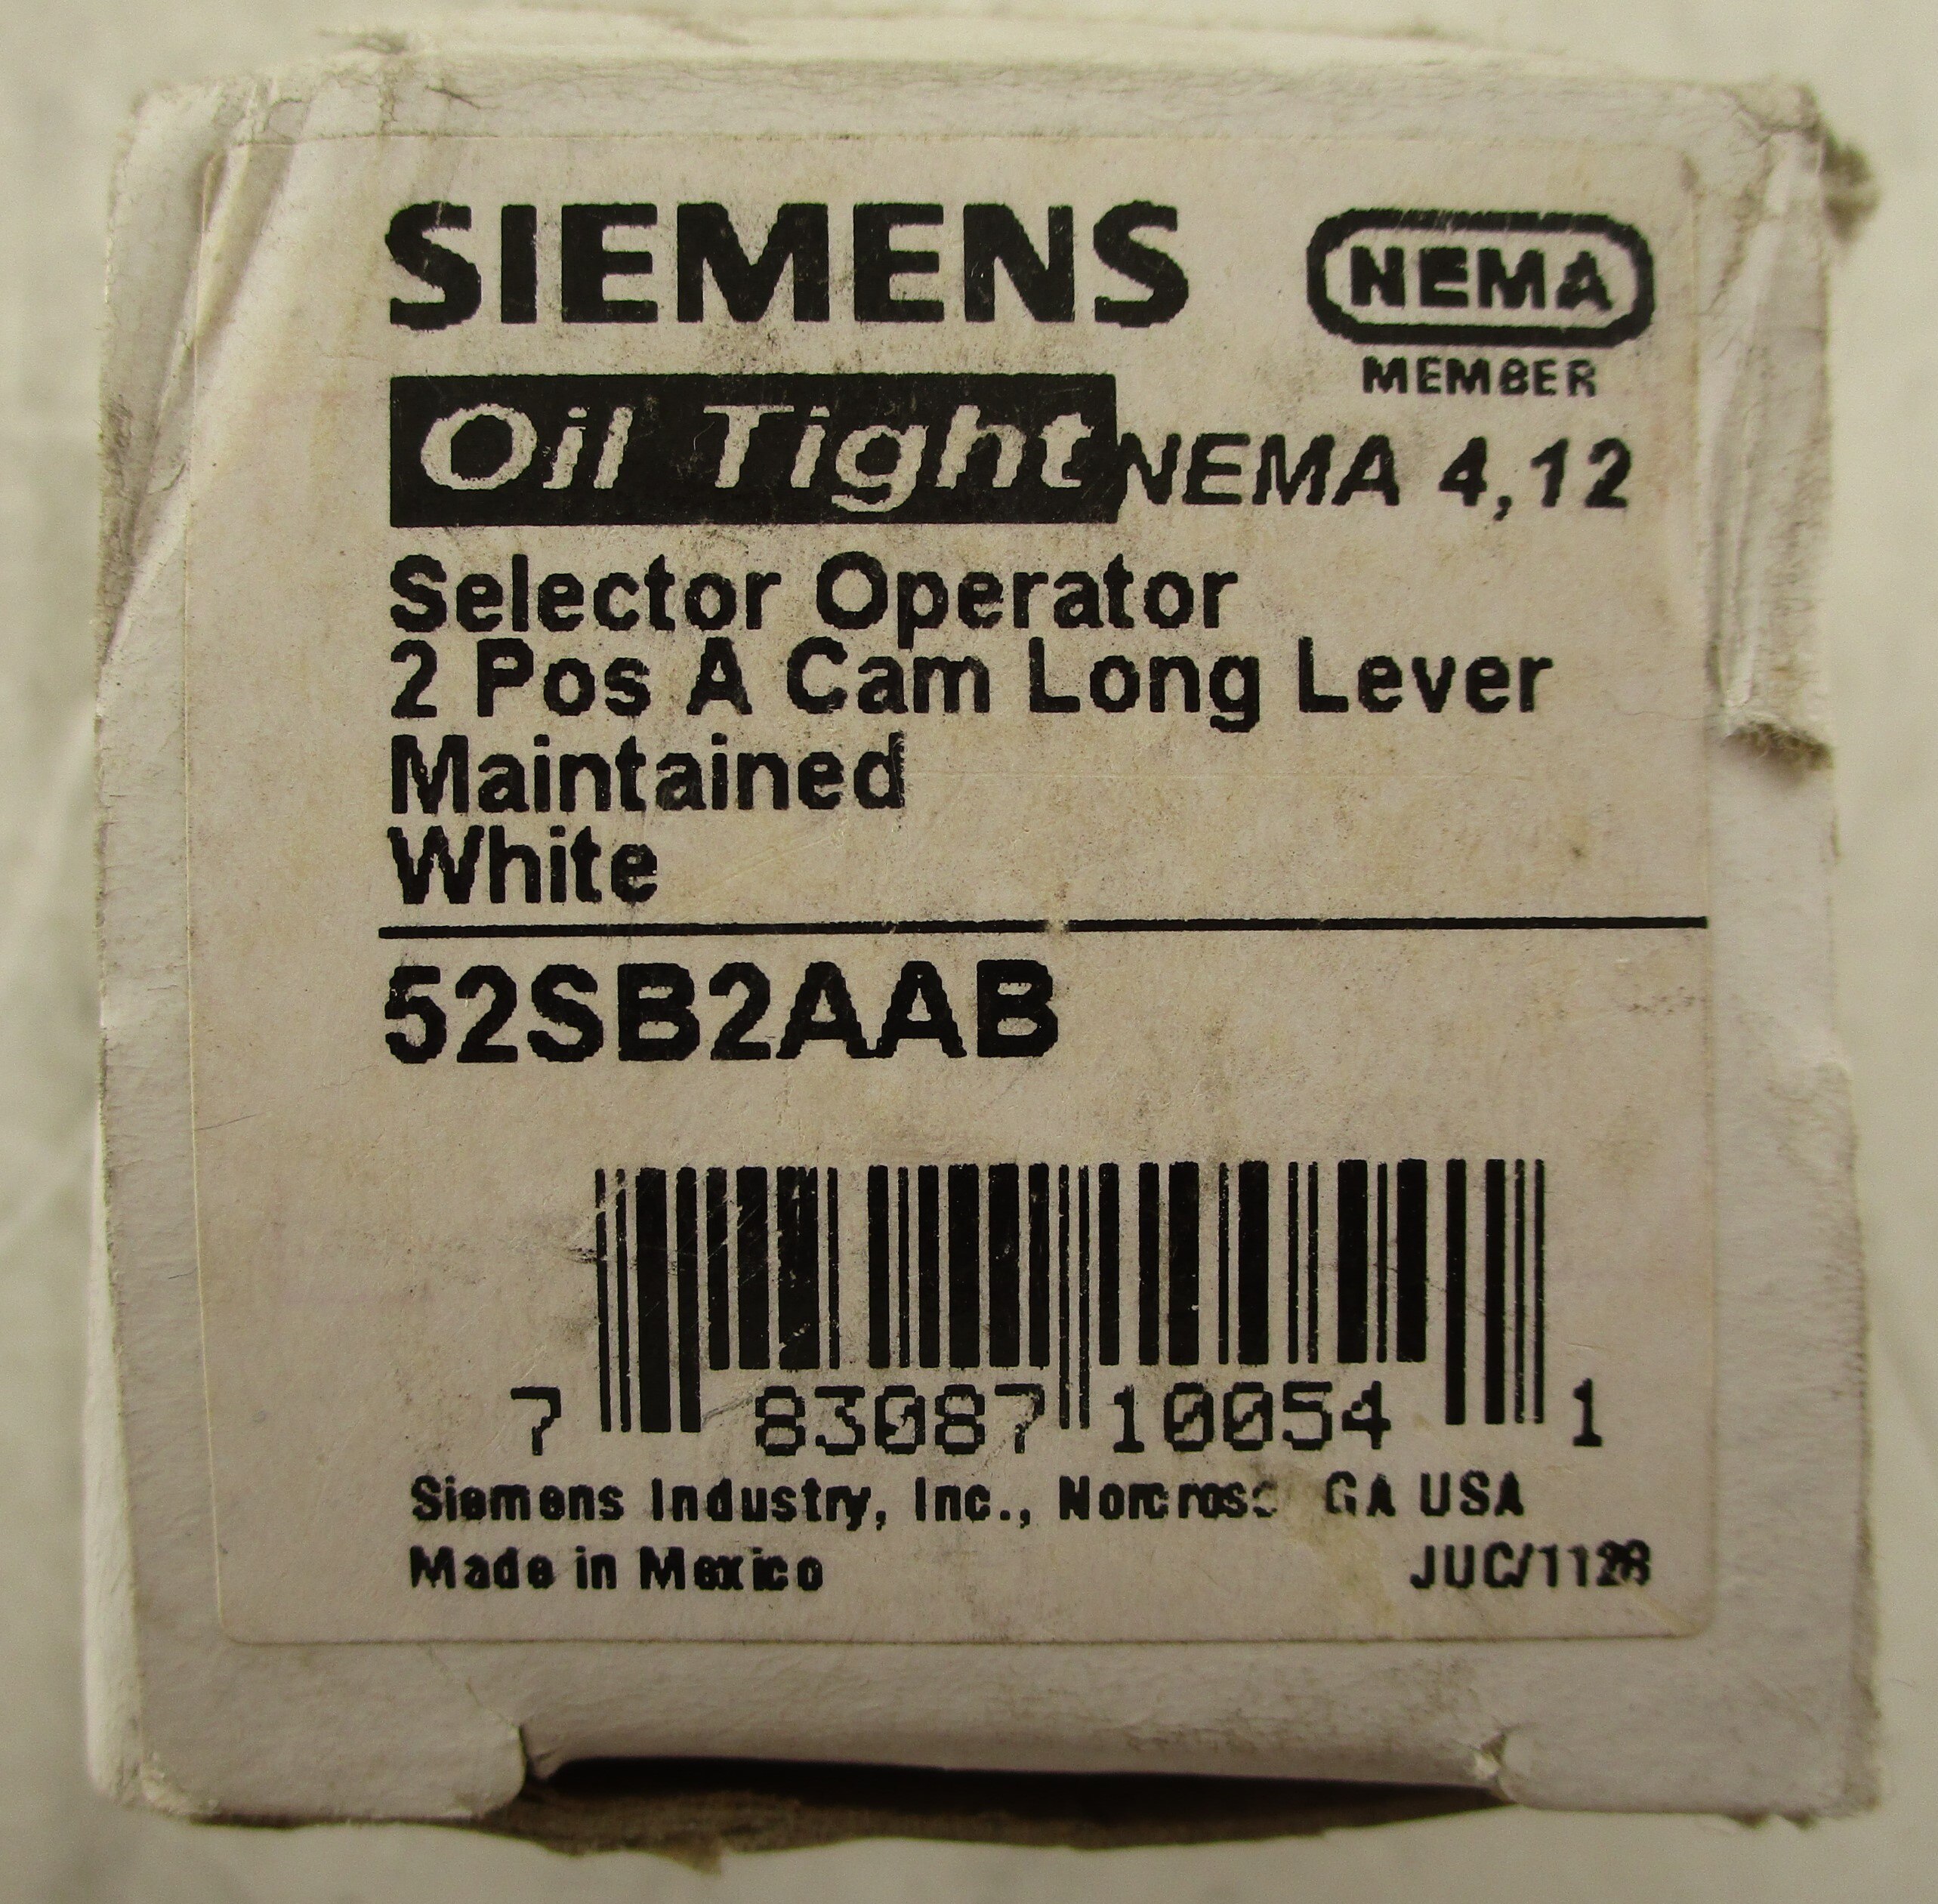 SIEMENS
NEMA
MEMBER
Oil Tight NEMA 4,12
Selector Operator
2 Pos A Cam Long Lever
Maintained
White
52SB2AAB
7 83087 10054 1
Siemens Industry, Inc., Norcross GA USA
Made in Mexico